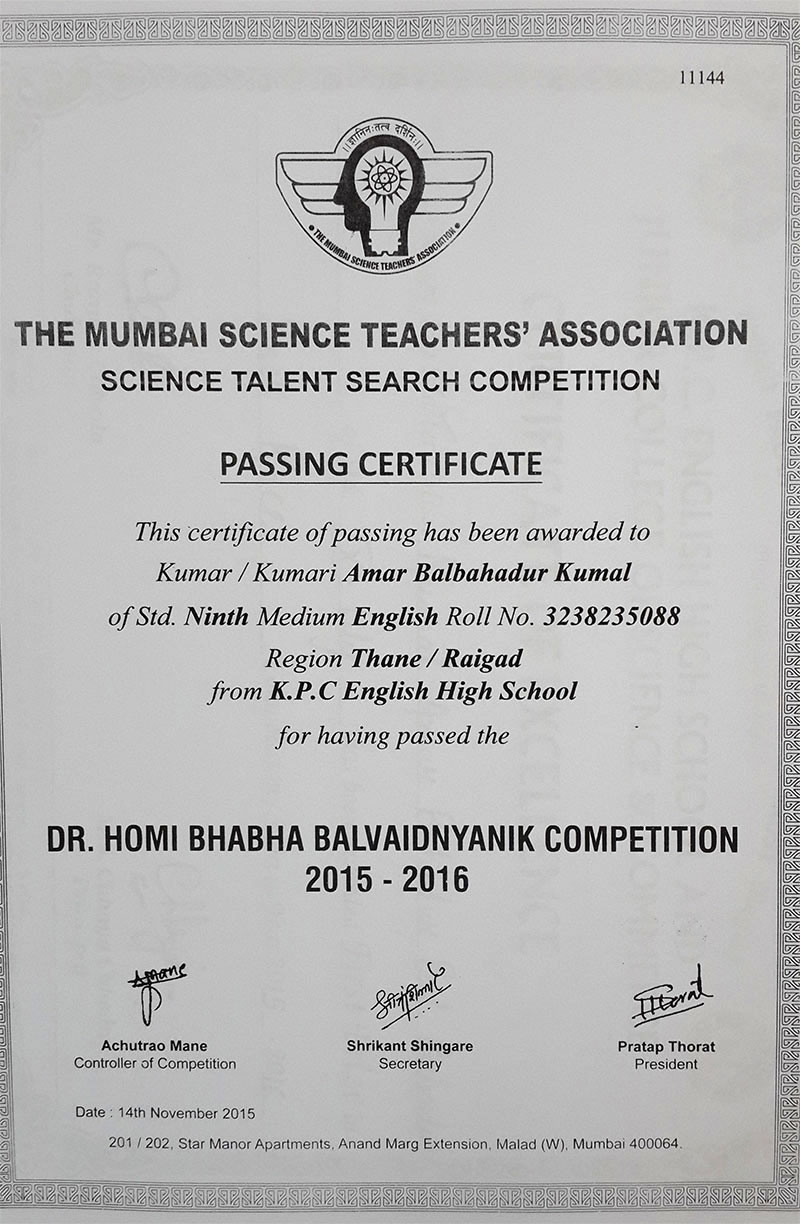 11144
||ज्ञानिनःतत्व दर्शिनः||
• THE MUMBAI SCIENCE TEACHERS' ASSOCIATION •
THE MUMBAI SCIENCE TEACHERS' ASSOCIATION
SCIENCE TALENT SEARCH COMPETITION
PASSING CERTIFICATE
This certificate of passing has been awarded to
Kumar / Kumari Amar Balbahadur Kumal
of Std. Ninth Medium English Roll No. 3238235088
Region Thane / Raigad
from K.P.C English High School
for having passed the
DR. HOMI BHABHA BALVAIDNYANIK COMPETITION
2015 - 2016
Achutrao Mane Shrikant Shingare Pratap Thorat
Controller of Competition Secretary President
Date : 14th November 2015
201 / 202, Star Manor Apartments, Anand Marg Extension, Malad (W), Mumbai 400064.